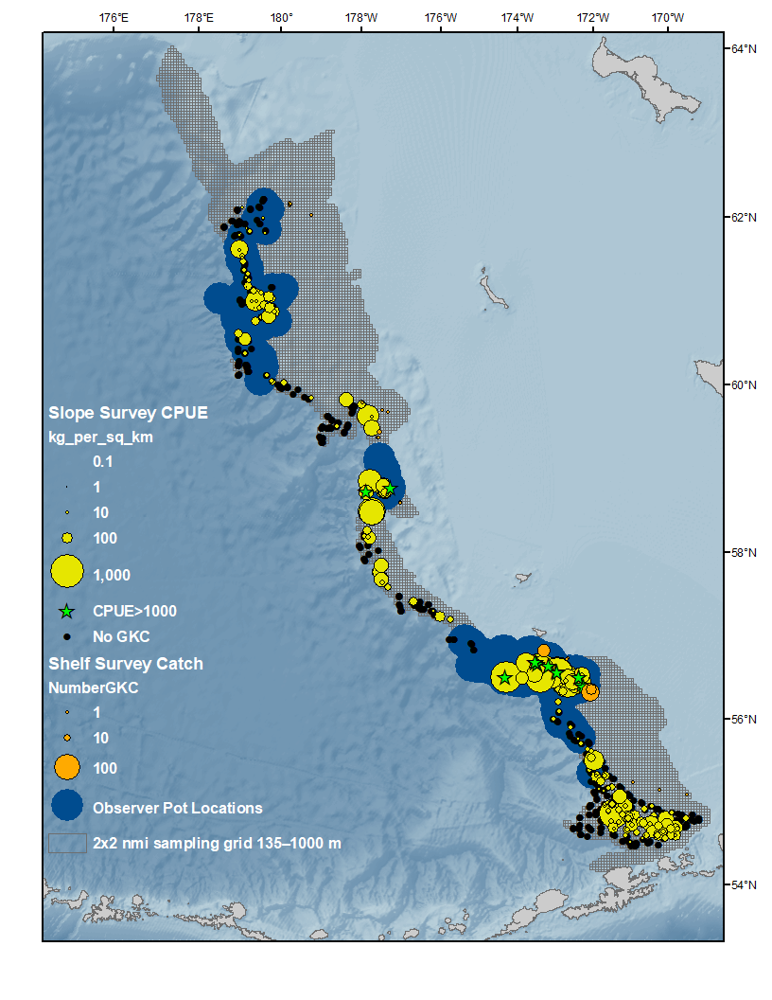 176°E 178°E 180° 178°W 176°W 174°W 172°W 170°W
64°N
62°N
60°N
Slope Survey CPUE
kg_per_sq_km
0.1
1
10
100
58°N
1,000
CPUE>1000
No GKC
Shelf Survey Catch
NumberGKC
1
56°N
10
100
Observer Pot Locations
2x2 nmi sampling grid 135–1000 m
54°N